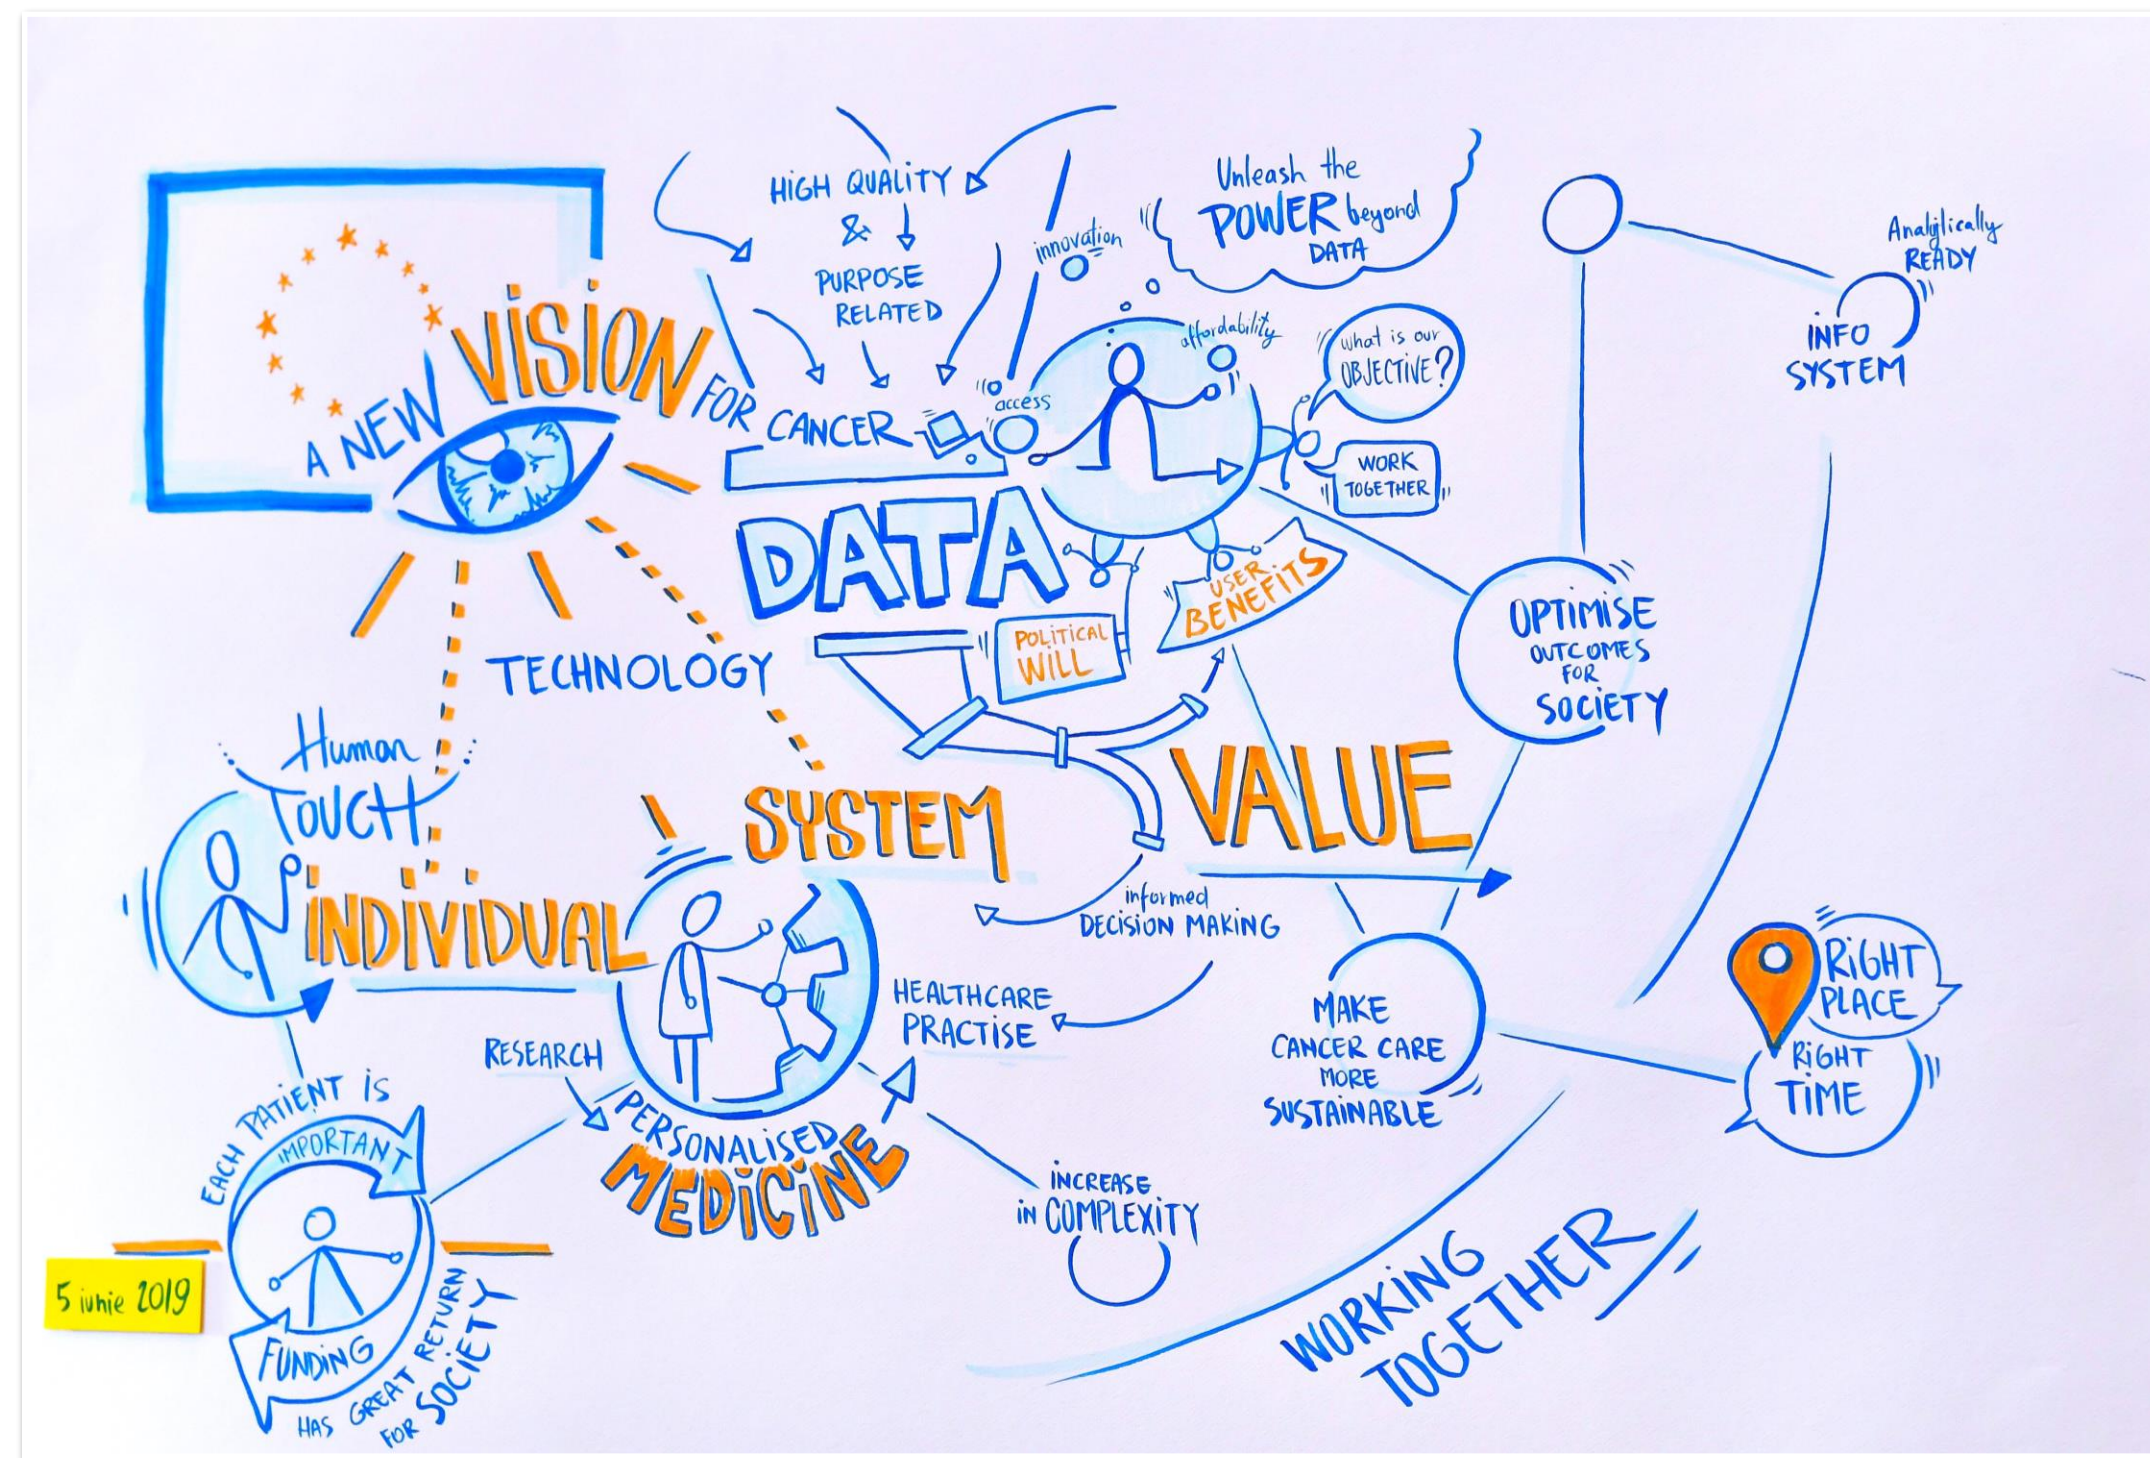 A NEW
VISION
FOR
CANCER
DATA
HIGH QUALITY
&
PURPOSE
RELATED
innovation
access
affordability
Unleash the
POWER beyond
DATA
What is our
OBJECTIVE?
WORK
TOGETHER
POLITICAL
WILL
USER
BENEFITS
Analytically
READY
INFO
SYSTEM
OPTIMISE
OUTCOMES
FOR
SOCIETY
TECHNOLOGY
Human
TOUCH
INDIVIDUAL
SYSTEM
VALUE
informed
DECISION MAKING
HEALTHCARE
PRACTISE
RESEARCH
PERSONALISED
MEDICINE
INCREASE
IN COMPLEXITY
MAKE
CANCER CARE
MORE
SUSTAINABLE
RIGHT
PLACE
RIGHT
TIME
WORKING
TOGETHER
EACH PATIENT IS
IMPORTANT
FUNDING
HAS GREAT RETURN
FOR SOCIETY
5 iunie 2019